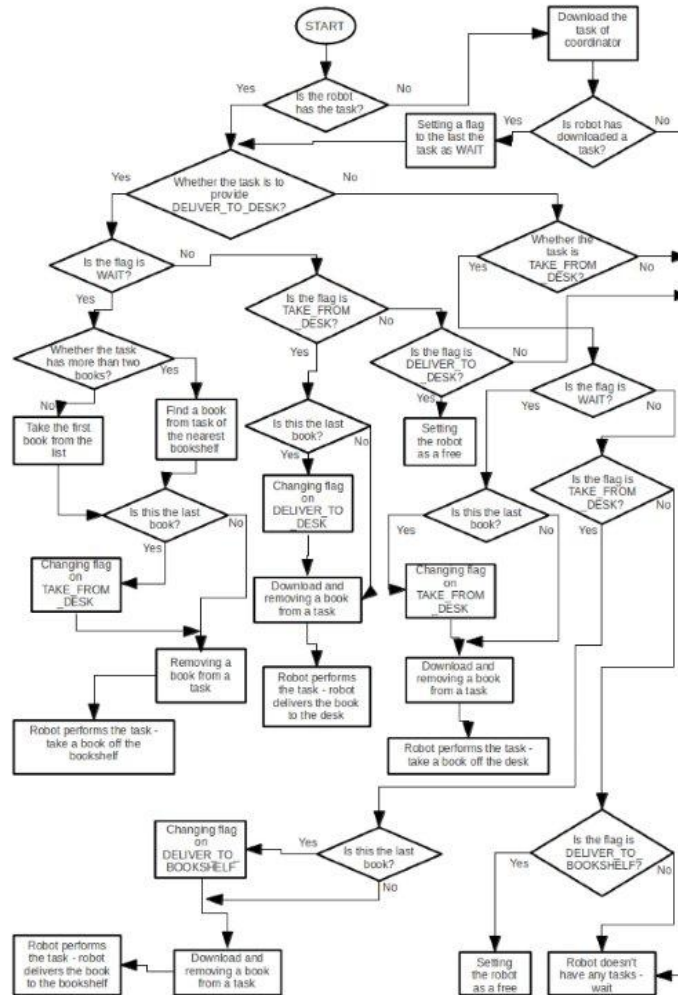 START
Download the
task of
coordinator
Yes
Is the robot
has the task?
No
Setting a flag
to the last the
task as WAIT
Yes
Is robot has
downloaded a
task?
No
Yes
Whether the task is to
provide
DELIVER_TO_DESK?
No
Is the flag is
WAIT?
No
Yes
Is the flag is
TAKE_FROM
_DESK?
No
Yes
Yes
Whether the
task is
TAKE_FROM
_DESK?
No
Whether the task
has more than two
books?
Yes
No
Is the flag is
DELIVER_TO
_DESK?
No
Yes
Is the flag is
WAIT?
Yes
No
Take the first
book from the
list
Find a book
from task of
the nearest
bookshelf
Is this the last
book?
No
Yes
Setting
the robot
as a free
Is the flag is
TAKE_FROM
_DESK?
Yes
No
Is this the last
book?
Yes
No
Changing flag
on
DELIVER_TO
_DESK
Is this the last
book?
Yes
No
Changing flag
on
TAKE_FROM
_DESK
Download and
removing a book
from a task
Changing flag
on
TAKE_FROM
_DESK
Removing a
book from a
task
Robot performs
the task - robot
delivers the book
to the desk
Download and
removing a book
from a task
Robot performs the task -
take a book off the
bookshelf
Robot performs the task -
take a book off the desk
Changing flag
on
DELIVER_TO_
BOOKSHELF
Yes
Is this the last
book?
No
Is the flag is
DELIVER_TO_
BOOKSHELF?
Yes
No
Robot performs
the task - robot
delivers the book
to the bookshelf
Download and
removing a book
from a task
Setting
the robot
as a free
Robot doesn't
have any tasks -
wait